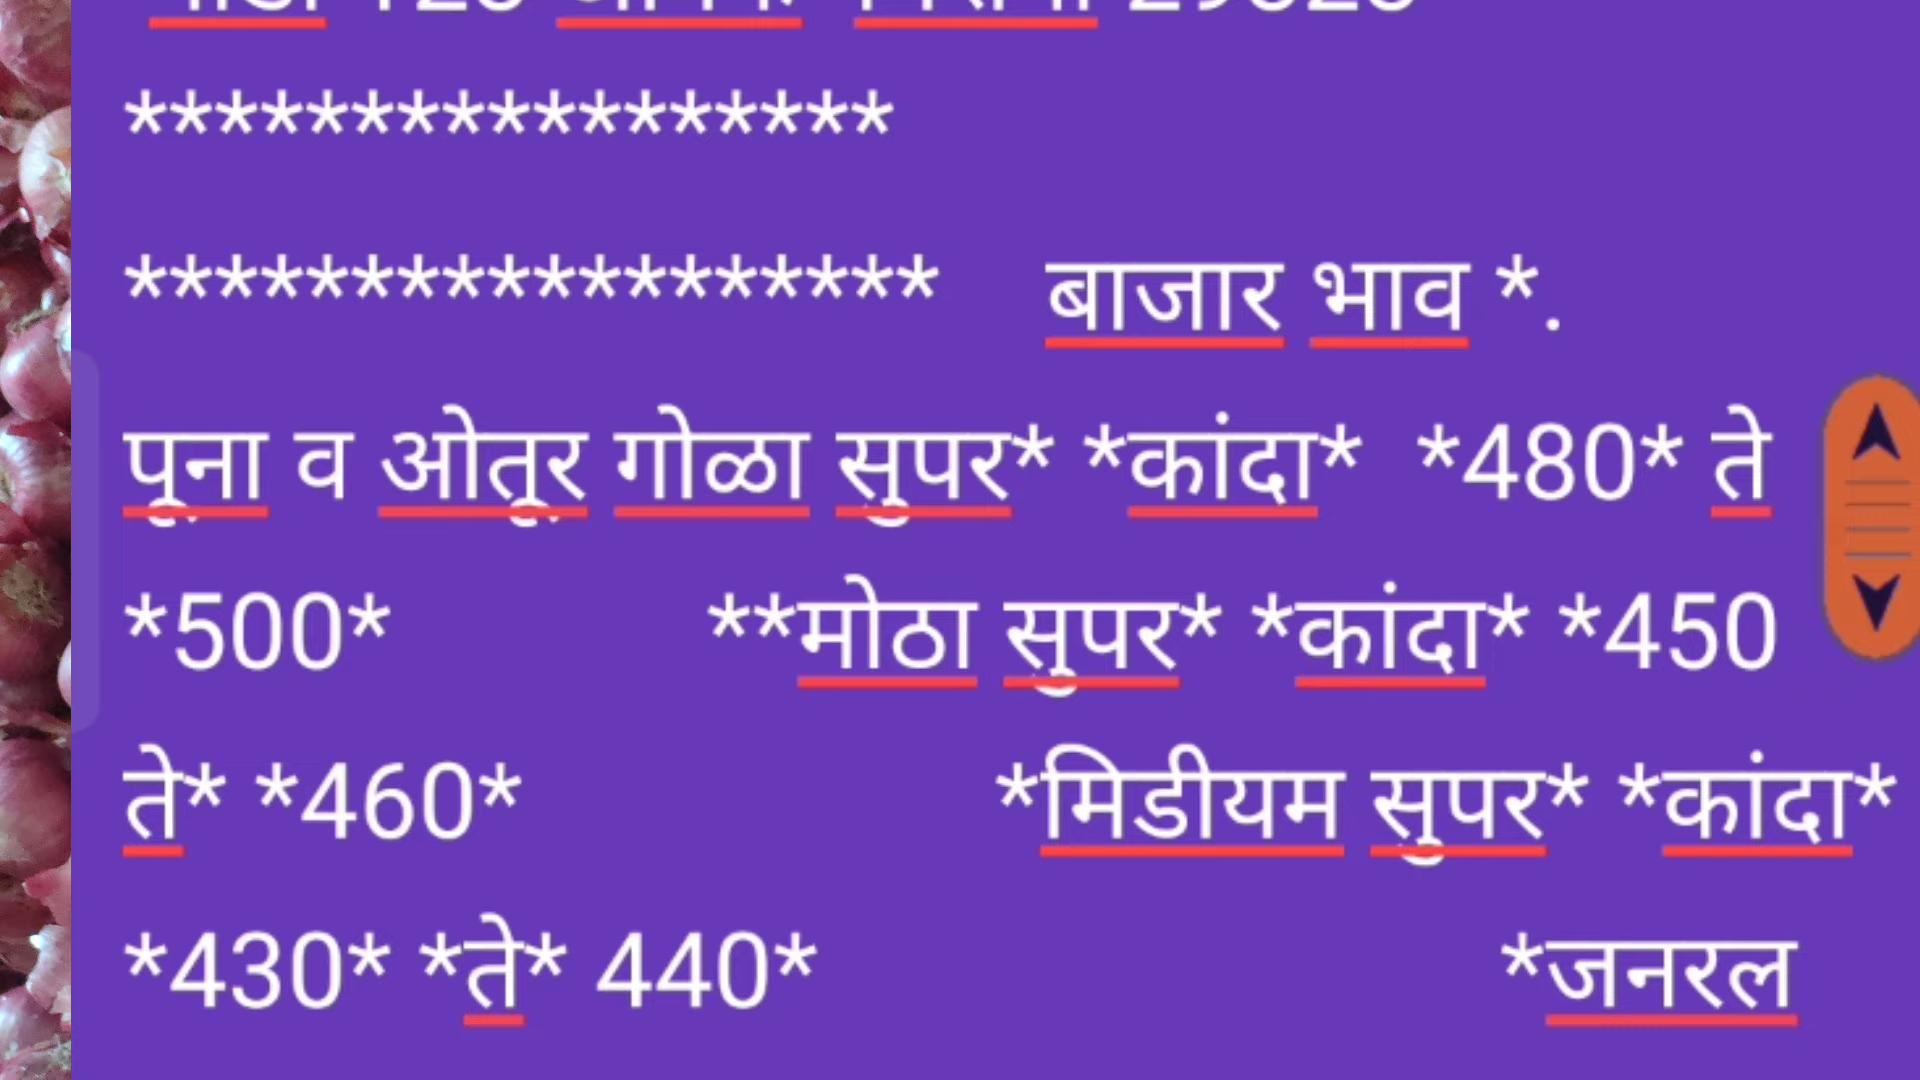 *****************
****************** बाजार भाव *.
पूना व ओतूर गोळा सुपर* *कांदा* *480* ते
*500* **मोठा सुपर* *कांदा* *450
ते* *460* *मिडीयम सुपर* *कांदा*
*430* *ते* 440* *जनरल